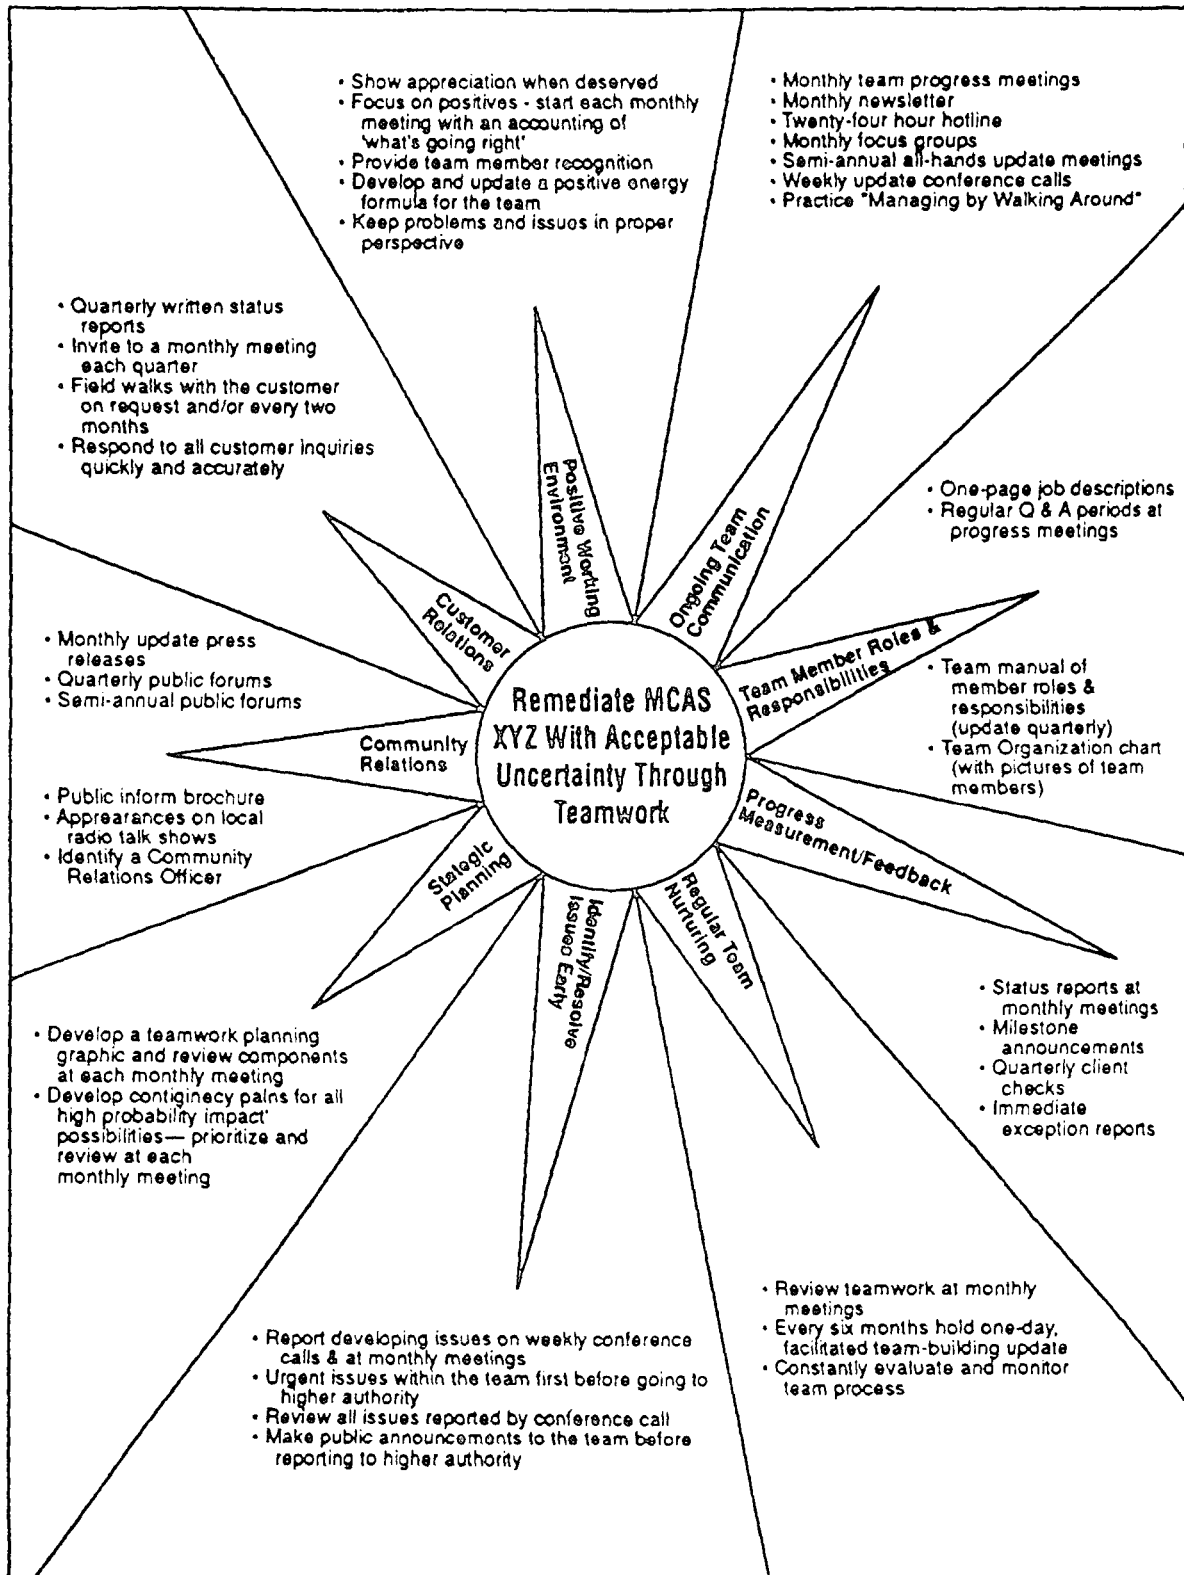 • Show appreciation when deserved
• Focus on positives - start each monthly
meeting with an accounting of
'what's going right'
• Provide team member recognition
• Develop and update a positive energy
formula for the team
• Keep problems and issues in proper
perspective
• Monthly team progress meetings
• Monthly newsletter
• Twenty-four hour hotline
• Monthly focus groups
• Semi-annual all-hands update meetings
• Weekly update conference calls
• Practice "Managing by Walking Around"
• Quarterly written status
reports
• Invite to a monthly meeting
each quarter
• Field walks with the customer
on request and/or every two
months
• Respond to all customer inquiries
quickly and accurately
Positive Working
Environment
Ongoing Team
Communication
• One-page job descriptions
• Regular Q & A periods at
progress meetings
Customer
Relations
Team Member Roles &
Responsibilities
• Monthly update press
releases
• Quarterly public forums
• Semi-annual public forums
• Team manual of
member roles &
responsibilities
(update quarterly)
• Team Organization chart
(with pictures of team
members)
Remediate MCAS
XYZ With Acceptable
Uncertainty Through
Teamwork
Community
Relations
• Public inform brochure
• Apprearances on local
radio talk shows
• Identify a Community
Relations Officer
Progress
Measurement/Feedback
Stategic
Planning
Identify/Resolve
Issues Early
Regular Team
Nurturing
• Status reports at
monthly meetings
• Milestone
announcements
• Quarterly client
checks
• Immediate
exception reports
• Develop a teamwork planning
graphic and review components
at each monthly meeting
• Develop contiginecy palns for all
high probability impact'
possibilities— prioritize and
review at each
monthly meeting
• Review teamwork at monthly
meetings
• Every six months hold one-day,
facilitated team-building update
• Constantly evaluate and monitor
team process
• Report developing issues on weekly conference
calls & at monthly meetings
• Urgent issues within the team first before going to
higher authority
• Review all issues reported by conference call
• Make public announcements to the team before
reporting to higher authority